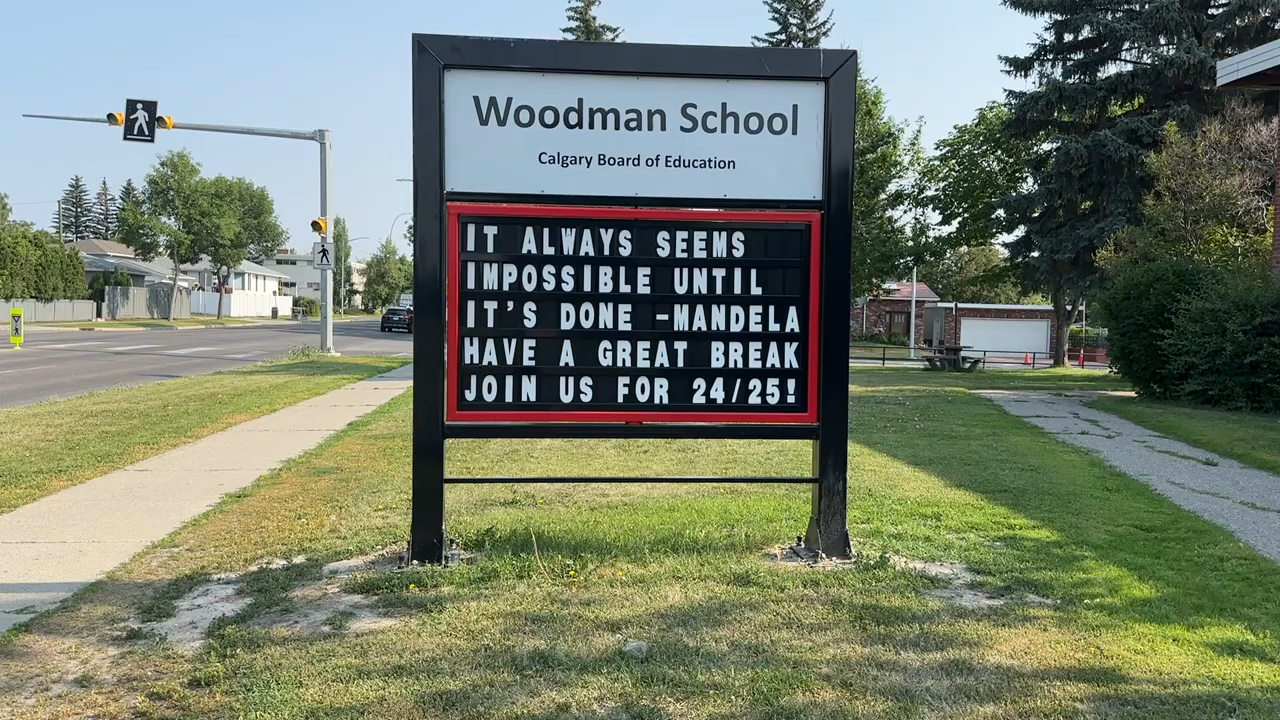 Woodman School
Calgary Board of Education
IT ALWAYS SEEMS
IMPOSSIBLE UNTIL
IT'S DONE -MANDELA
HAVE A GREAT BREAK
JOIN US FOR 24/25!